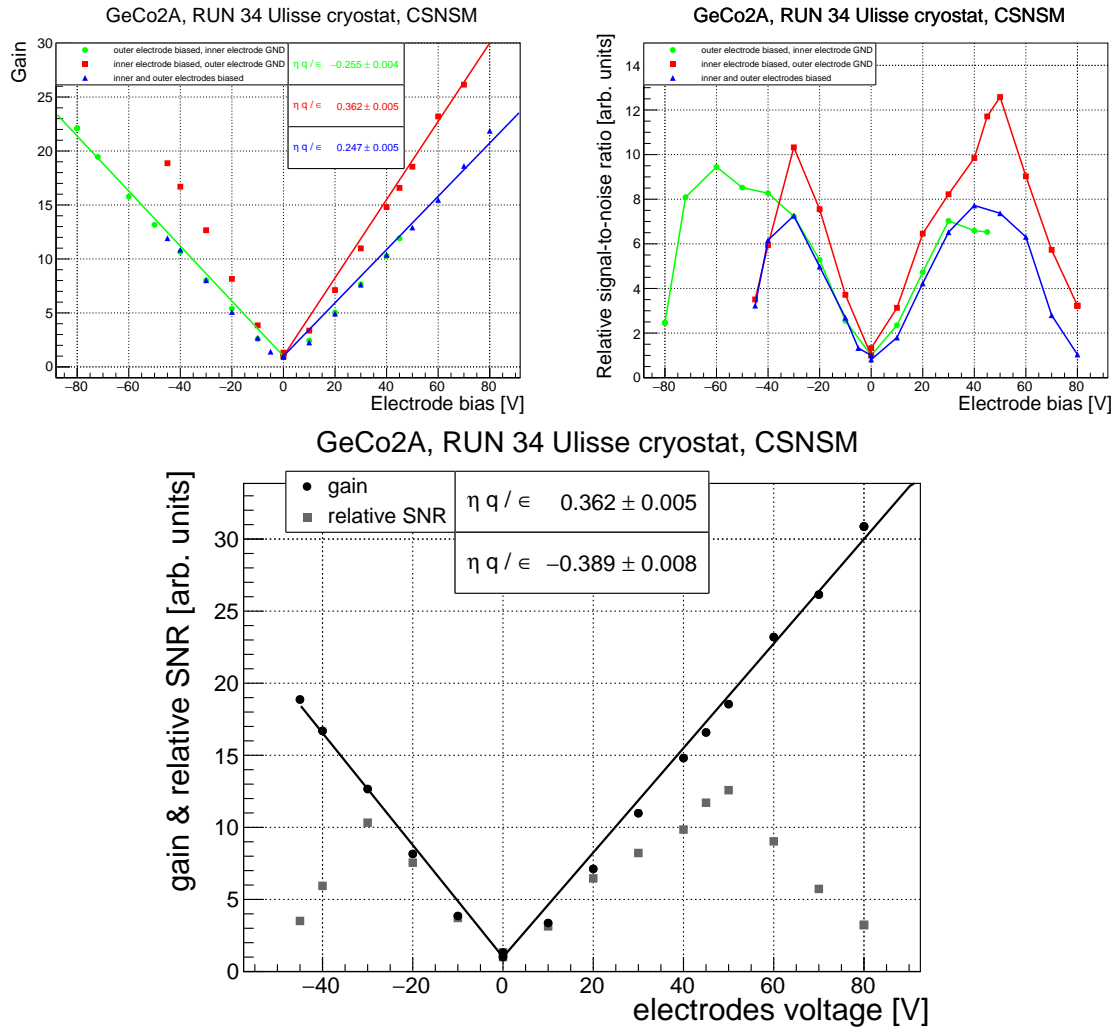 GeCo2A, RUN 34 Ulisse cryostat, CSNSM
Gain
outer electrode biased, inner electrode GND
inner electrode biased, outer electrode GND
inner and outer electrodes biased
η q / ∈ −0.255 ± 0.004
η q / ∈ 0.362 ± 0.005
η q / ∈ 0.247 ± 0.005
30
25
20
15
10
5
0
−80 −60 −40 −20 0 20 40 60 80
Electrode bias [V]
GeCo2A, RUN 34 Ulisse cryostat, CSNSM
Relative signal-to-noise ratio [arb. units]
outer electrode biased, inner electrode GND
inner electrode biased, outer electrode GND
inner and outer electrodes biased
14
12
10
8
6
4
2
0
−80 −60 −40 −20 0 20 40 60 80
Electrode bias [V]
GeCo2A, RUN 34 Ulisse cryostat, CSNSM
gain & relative SNR [arb. units]
gain
relative SNR
η q / ∈ 0.362 ± 0.005
η q / ∈ −0.389 ± 0.008
30
25
20
15
10
5
0
−40 −20 0 20 40 60 80
electrodes voltage [V]